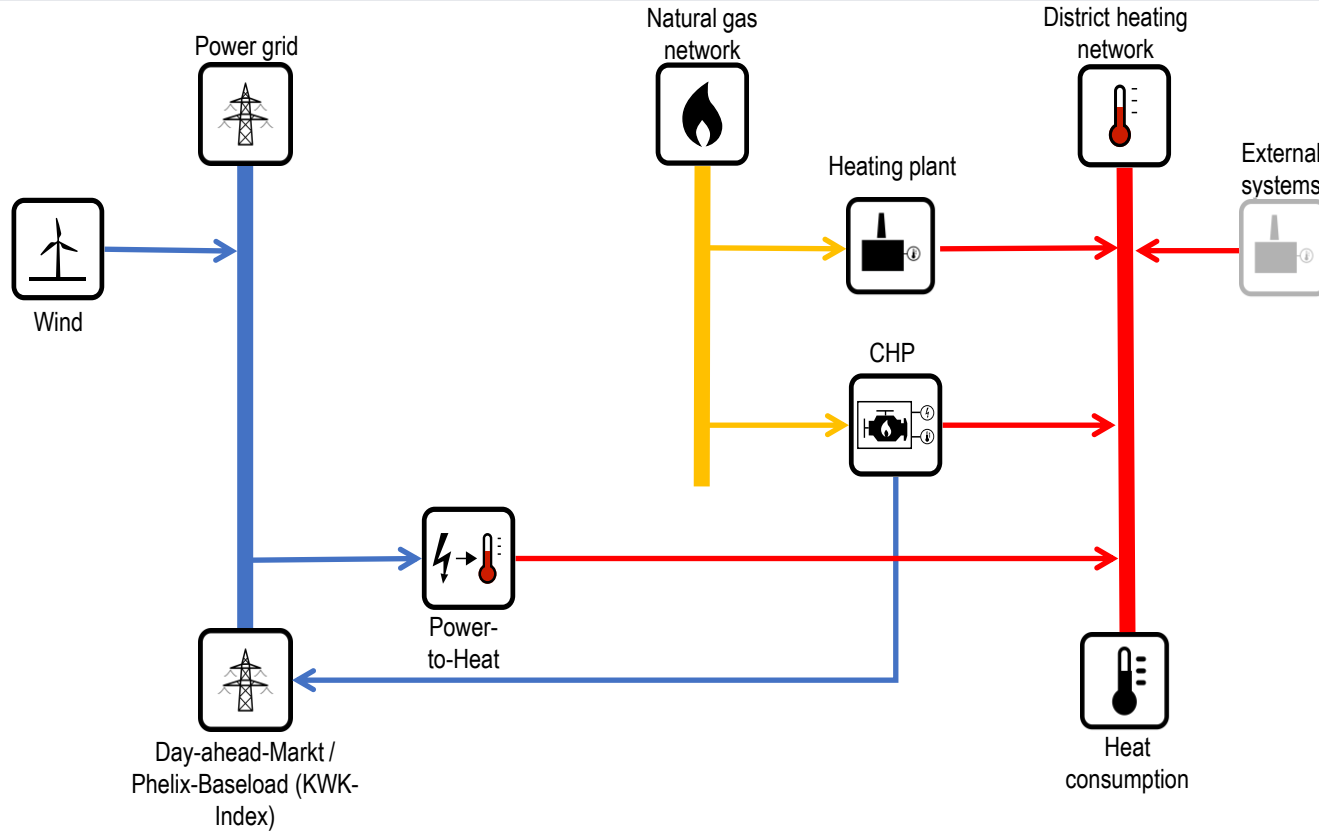 Natural gas
network
District heating
network
Power grid
External
systems
Heating plant
Wind
CHP
Power-
to-Heat
Day-ahead-Markt /
Phelix-Baseload (KWK-
Index)
Heat
consumption